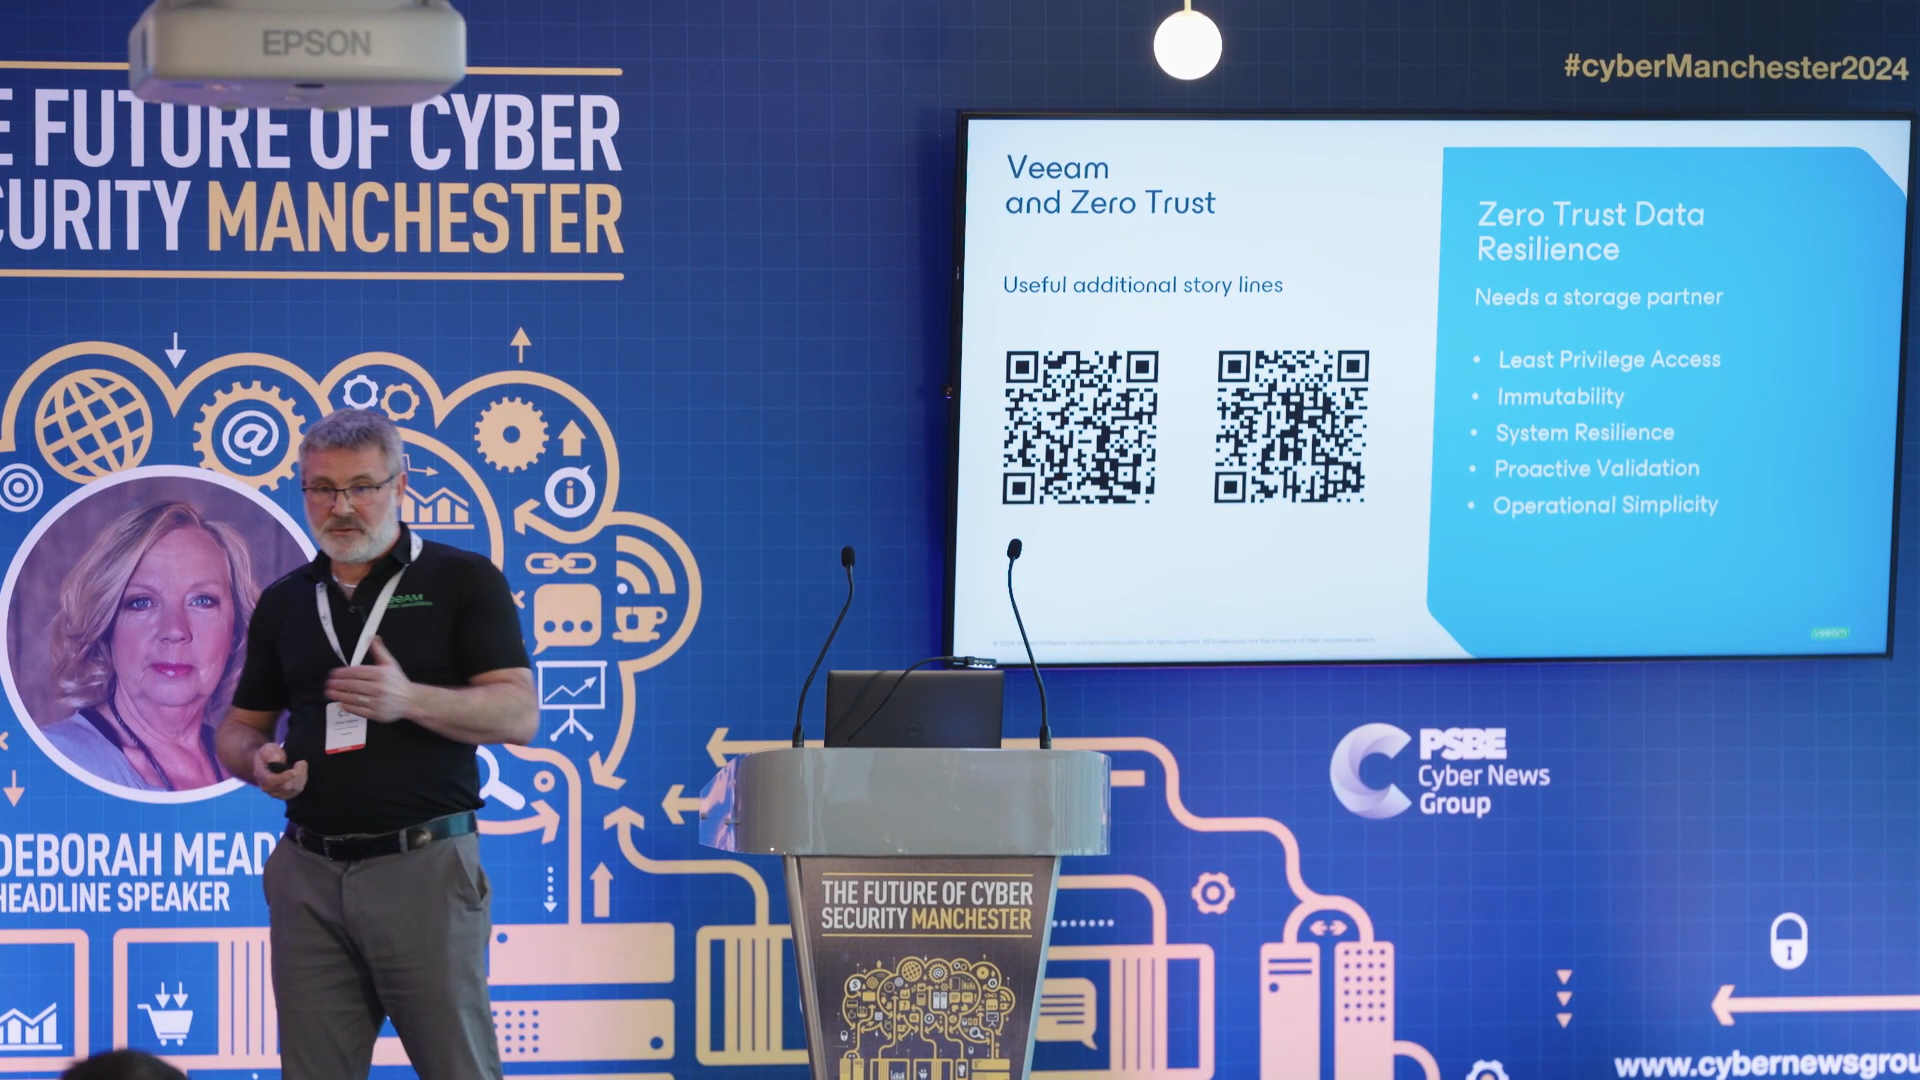 EPSON
#cyberManchester2024
E FUTURE OF CYBER
CURITY MANCHESTER
Veeam
and Zero Trust
Useful additional story lines
Zero Trust Data
Resilience
Needs a storage partner
• Least Privilege Access
• Immutability
• System Resilience
• Proactive Validation
• Operational Simplicity
veeam
DEBORAH MEAD
HEADLINE SPEAKER
PSBE
Cyber News
Group
THE FUTURE OF CYBER
SECURITY MANCHESTER
www.cybernewsgrou